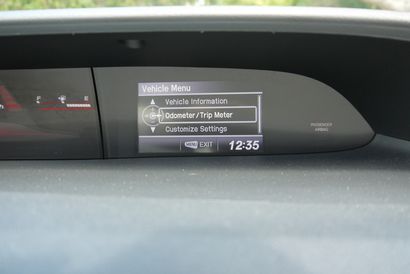 Vehicle Menu
Vehicle Information
Odometer/Trip Meter
Customize Settings
MENU EXIT
12:35
F E
PASSENGER
AIRBAG